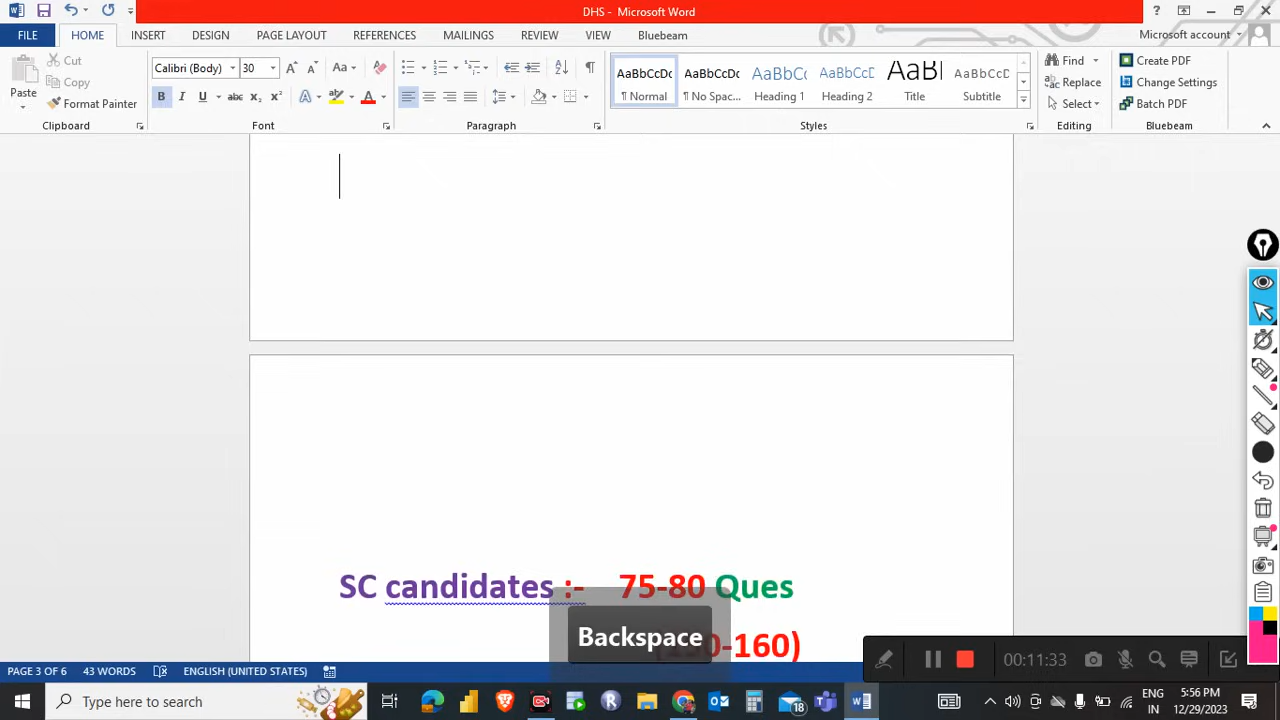 DHS - Microsoft Word
FILE HOME INSERT DESIGN PAGE LAYOUT REFERENCES MAILINGS REVIEW VIEW Bluebeam Microsoft account
Paste Cut Copy Format Painter
Clipboard
Calibri (Body) 30
Font
Paragraph
AaBbCcDc AaBbCcDc AaBbCc AaBbCcD AaBl AaBbCcD
¶ Normal ¶ No Spac... Heading 1 Heading 2 Title Subtitle
Styles
Find Replace Select
Editing
Create PDF Change Settings Batch PDF
Bluebeam
SC candidates :- 75-80 Ques
-160)
Backspace
00:11:33
PAGE 3 OF 6 43 WORDS ENGLISH (UNITED STATES)
Type here to search
18
ENG
IN
5:56 PM
12/29/2023